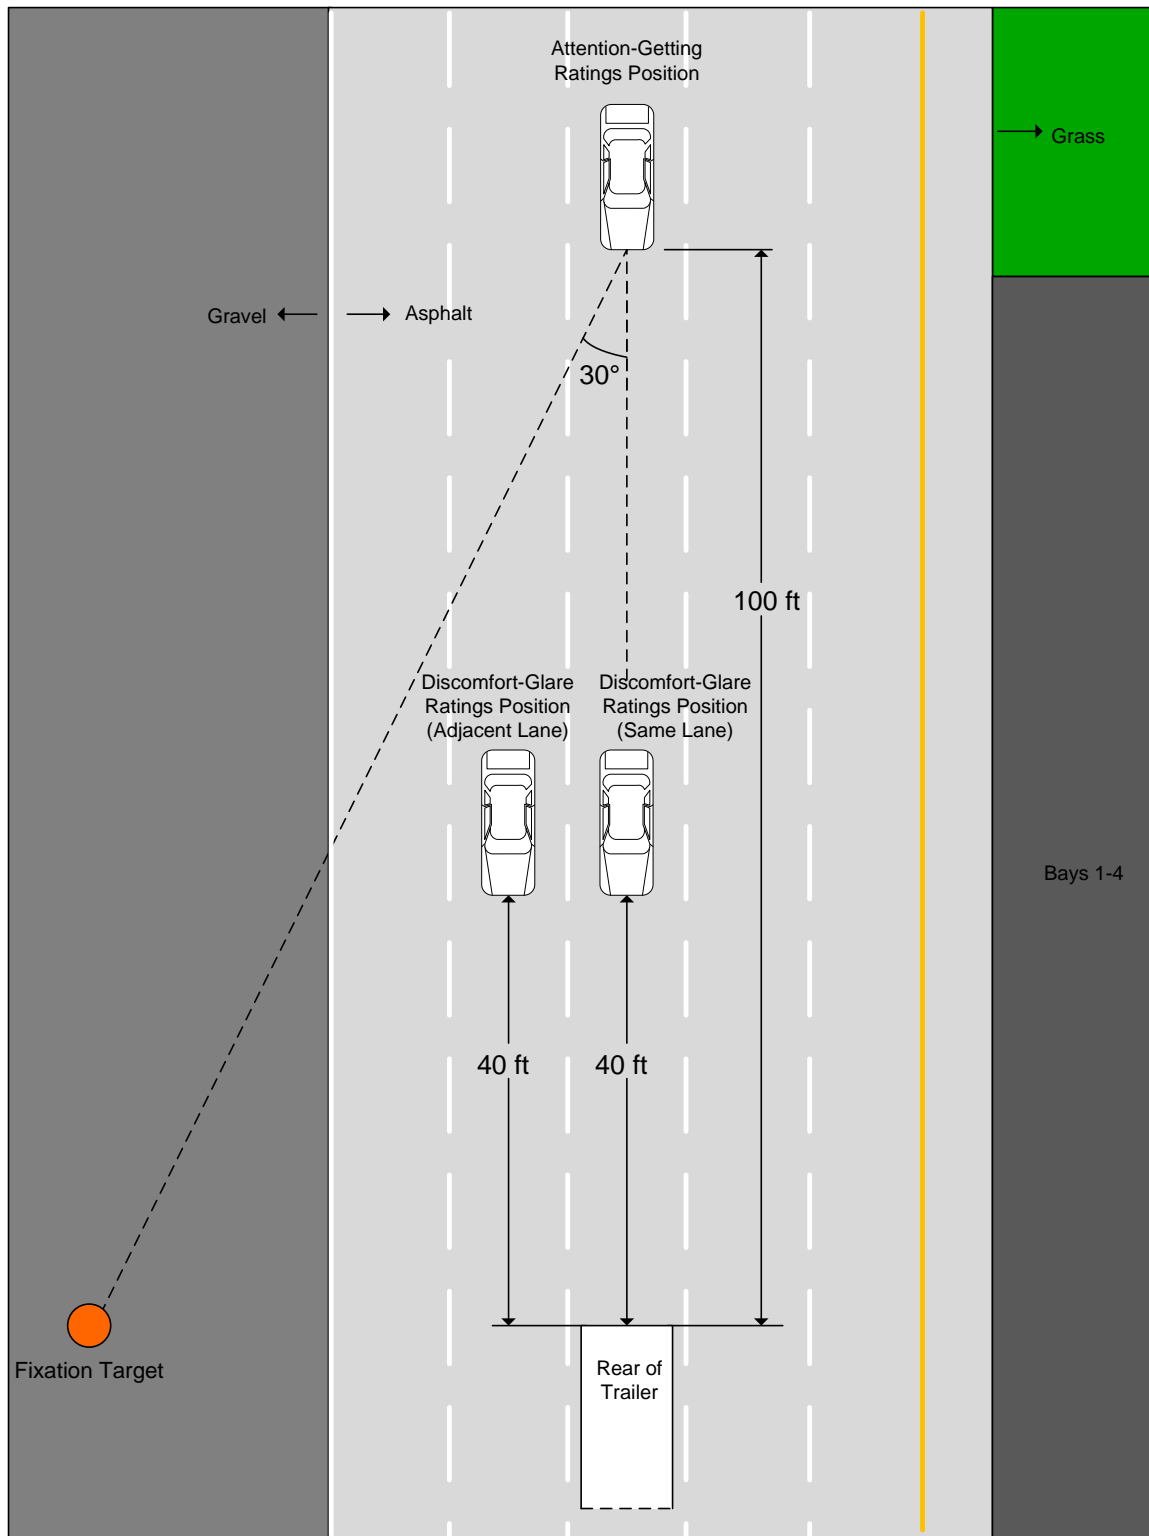 Attention-Getting
Ratings Position
Grass
Gravel
Asphalt
30°
100 ft
Discomfort-Glare
Ratings Position
(Adjacent Lane)
Discomfort-Glare
Ratings Position
(Same Lane)
Bays 1-4
40 ft
40 ft
Fixation Target
Rear of
Trailer